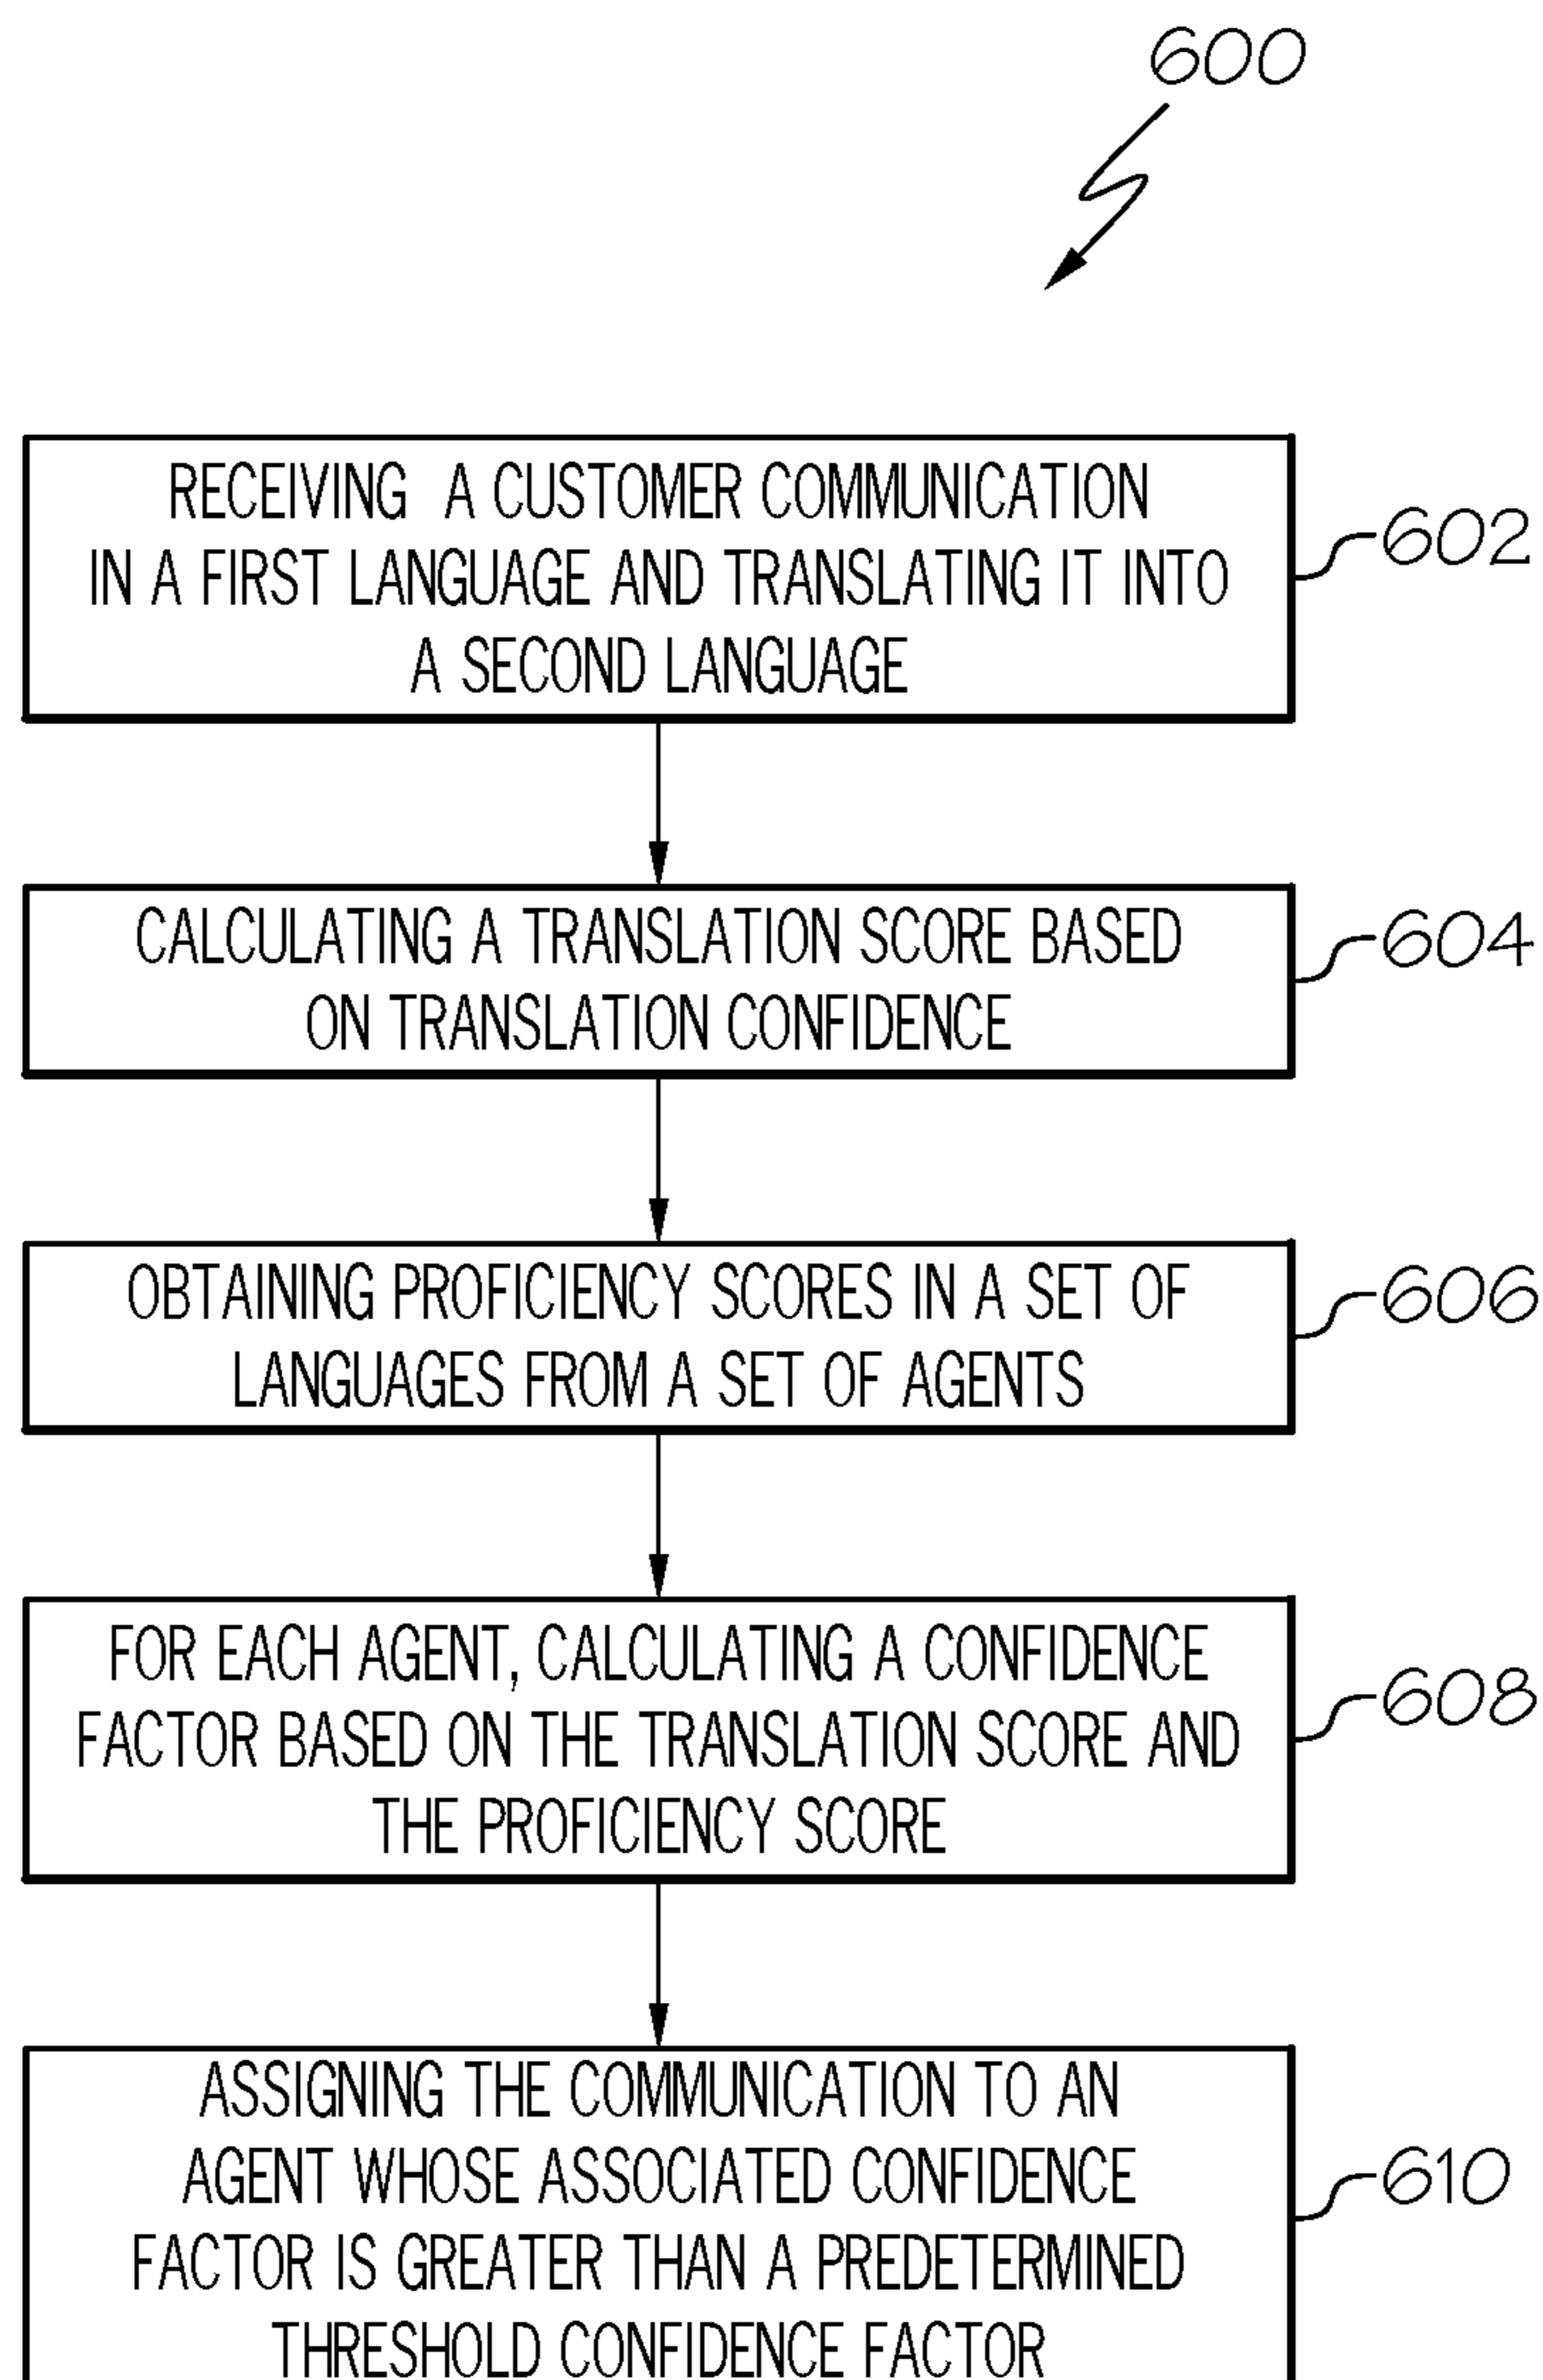 600
RECEIVING A CUSTOMER COMMUNICATION
IN A FIRST LANGUAGE AND TRANSLATING IT INTO
A SECOND LANGUAGE
602
CALCULATING A TRANSLATION SCORE BASED
ON TRANSLATION CONFIDENCE
604
OBTAINING PROFICIENCY SCORES IN A SET OF
LANGUAGES FROM A SET OF AGENTS
606
FOR EACH AGENT, CALCULATING A CONFIDENCE
FACTOR BASED ON THE TRANSLATION SCORE AND
THE PROFICIENCY SCORE
608
ASSIGNING THE COMMUNICATION TO AN
AGENT WHOSE ASSOCIATED CONFIDENCE
FACTOR IS GREATER THAN A PREDETERMINED
THRESHOLD CONFIDENCE FACTOR
610